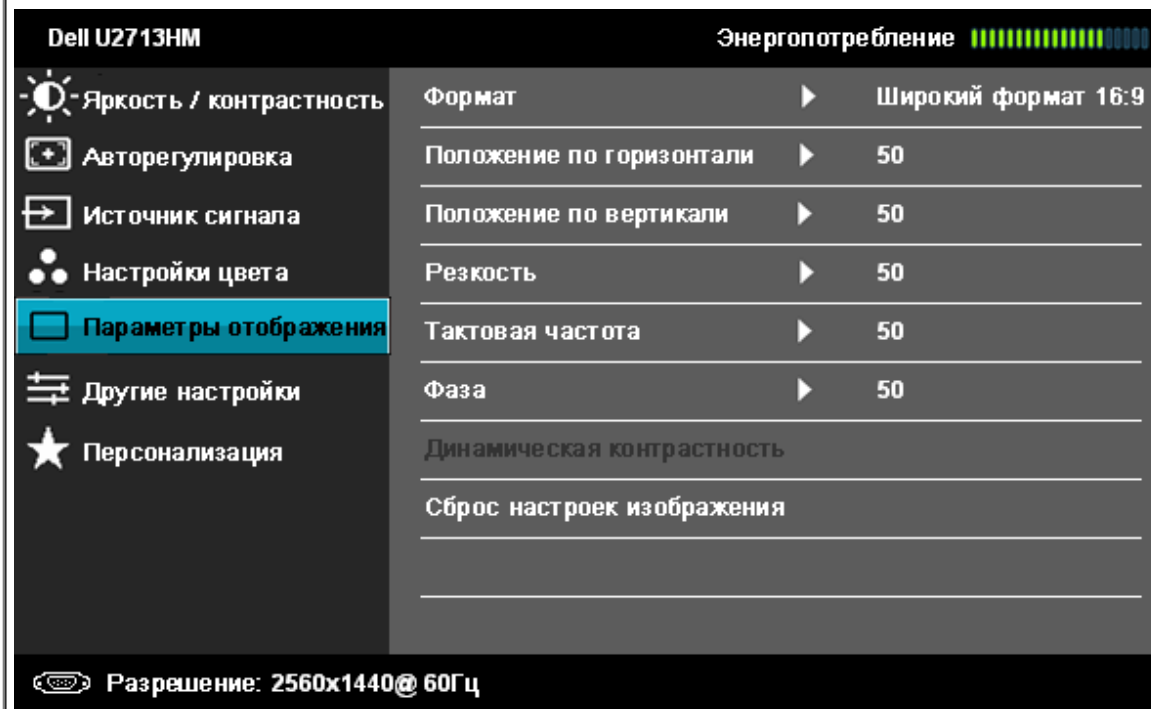 Dell U2713HM
Энергопотребление
Яркость / контрастность
Авторегулировка
Источник сигнала
Настройки цвета
Параметры отображения
Другие настройки
Персонализация
Формат Широкий формат 16:9
Положение по горизонтали 50
Положение по вертикали 50
Резкость 50
Тактовая частота 50
Фаза 50
Динамическая контрастность
Сброс настроек изображения
Разрешение: 2560x1440@ 60Гц